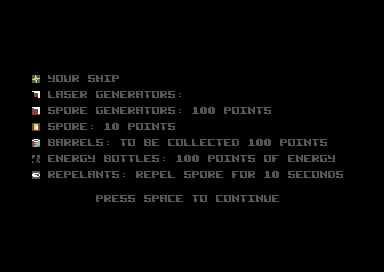 YOUR SHIP
LASER GENERATORS:
SPORE GENERATORS: 100 POINTS
SPORE: 10 POINTS
BARRELS: TO BE COLLECTED 100 POINTS
ENERGY BOTTLES: 100 POINTS OF ENERGY
REPELANTS: REPEL SPORE FOR 10 SECONDS
PRESS SPACE TO CONTINUE